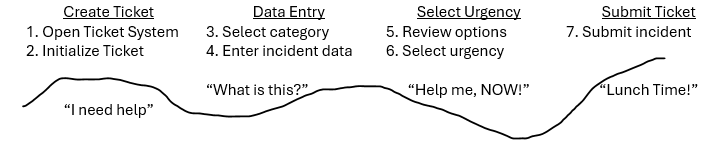 Create Ticket
1. Open Ticket System
2. Initialize Ticket
Data Entry
3. Select category
4. Enter incident data
Select Urgency
5. Review options
6. Select urgency
Submit Ticket
7. Submit incident
“I need help”
“What is this?”
“Help me, NOW!”
“Lunch Time!”